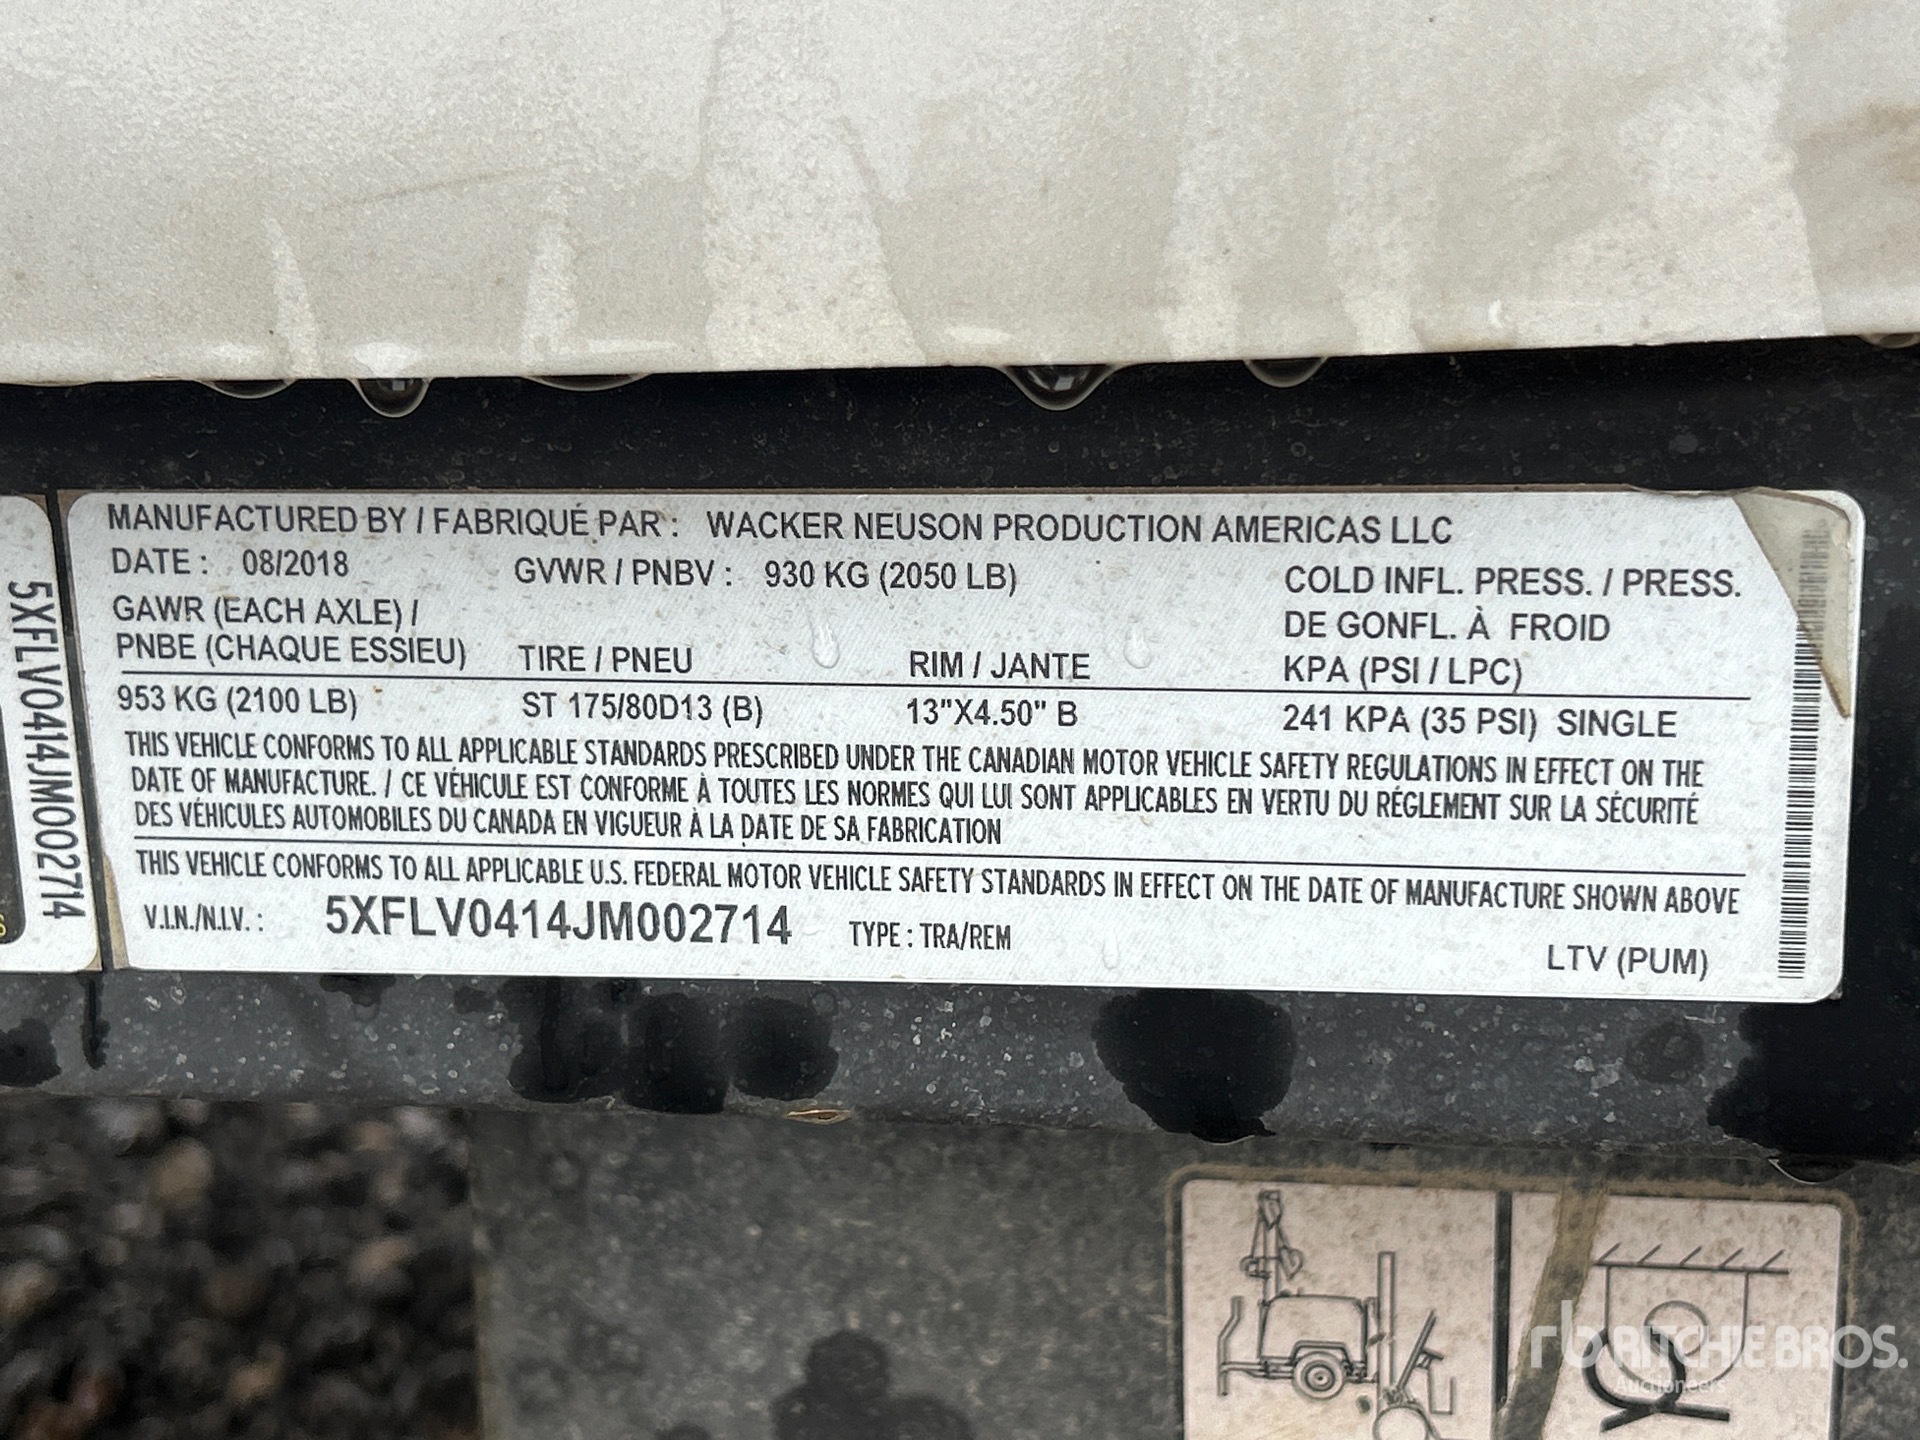 MANUFACTURED BY / FABRIQUÉ PAR : WACKER NEUSON PRODUCTION AMERICAS LLC
DATE : 08/2018 GVWR / PNBV : 930 KG (2050 LB)
COLD INFL. PRESS. / PRESS.
GAWR (EACH AXLE) /
DE GONFL. À FROID
PNBE (CHAQUE ESSIEU) TIRE / PNEU RIM / JANTE KPA (PSI / LPC)
953 KG (2100 LB) ST 175/80D13 (B) 13"X4.50" B 241 KPA (35 PSI) SINGLE
THIS VEHICLE CONFORMS TO ALL APPLICABLE STANDARDS PRESCRIBED UNDER THE CANADIAN MOTOR VEHICLE SAFETY REGULATIONS IN EFFECT ON THE
DATE OF MANUFACTURE. / CE VÉHICULE EST CONFORME À TOUTES LES NORMES QUI LUI SONT APPLICABLES EN VERTU DU RÉGLEMENT SUR LA SÉCURITÉ
DES VÉHICULES AUTOMOBILES DU CANADA EN VIGUEUR À LA DATE DE SA FABRICATION
THIS VEHICLE CONFORMS TO ALL APPLICABLE U.S. FEDERAL MOTOR VEHICLE SAFETY STANDARDS IN EFFECT ON THE DATE OF MANUFACTURE SHOWN ABOVE
V.I.N./N.I.V. : 5XFLV0414JM002714 TYPE : TRA/REM
LTV (PUM)
5XFLV0414JM002714
rb RITCHIE BROS.
Auctioneers